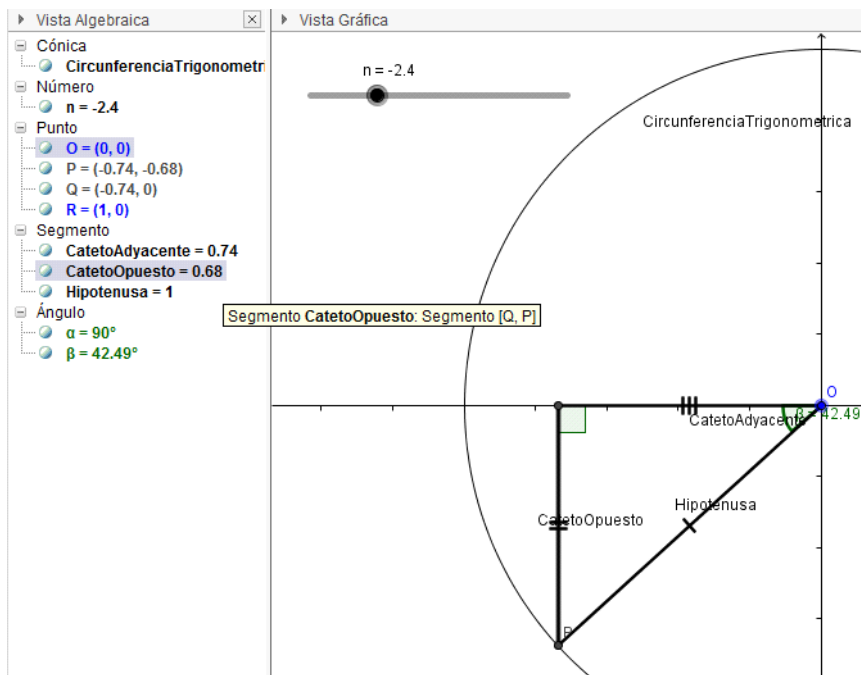 Vista Algebraica
Cónica
CircunferenciaTrigonometri
Número
n = -2.4
Punto
O = (0, 0)
P = (-0.74, -0.68)
Q = (-0.74, 0)
R = (1, 0)
Segmento
CatetoAdyacente = 0.74
CatetoOpuesto = 0.68
Hipotenusa = 1
Ángulo
α = 90°
β = 42.49°
Segmento CatetoOpuesto: Segmento [Q, P]
Vista Gráfica
n = -2.4
CircunferenciaTrigonometrica
O
β = 42.49
CatetoAdyacente
Hipotenusa
CatetoOpuesto
P